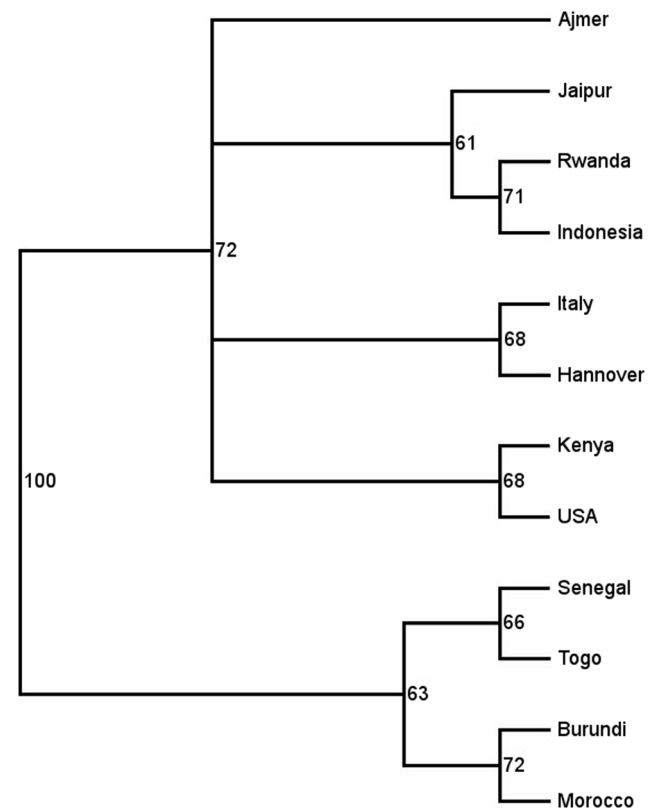 Ajmer
Jaipur
61
Rwanda
71
Indonesia
72
Italy
68
Hannover
Kenya
100
68
USA
Senegal
66
Togo
63
Burundi
72
Morocco